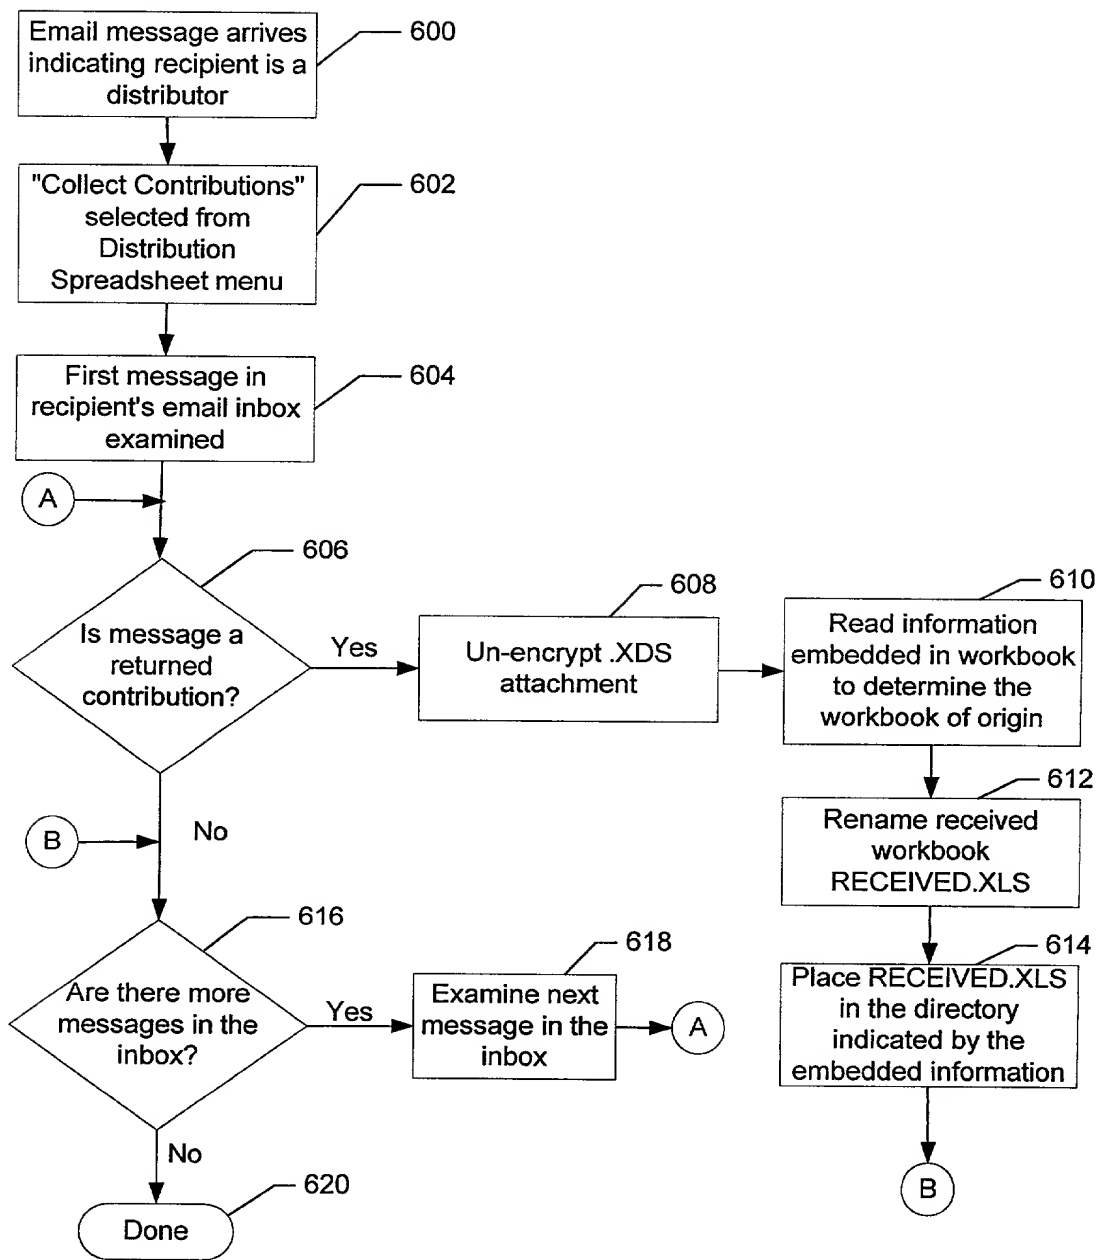 Email message arrives
indicating recipient is a
distributor
600
"Collect Contributions"
selected from
Distribution
Spreadsheet menu
602
First message in
recipient's email inbox
examined
604
A
606
Is message a
returned
contribution?
Yes
608
Un-encrypt .XDS
attachment
610
Read information
embedded in workbook
to determine the
workbook of origin
612
Rename received
workbook
RECEIVED.XLS
614
Place RECEIVED.XLS
in the directory
indicated by the
embedded information
B
No
B
616
Are there more
messages in the
inbox?
Yes
618
Examine next
message in the
inbox
A
No
620
Done